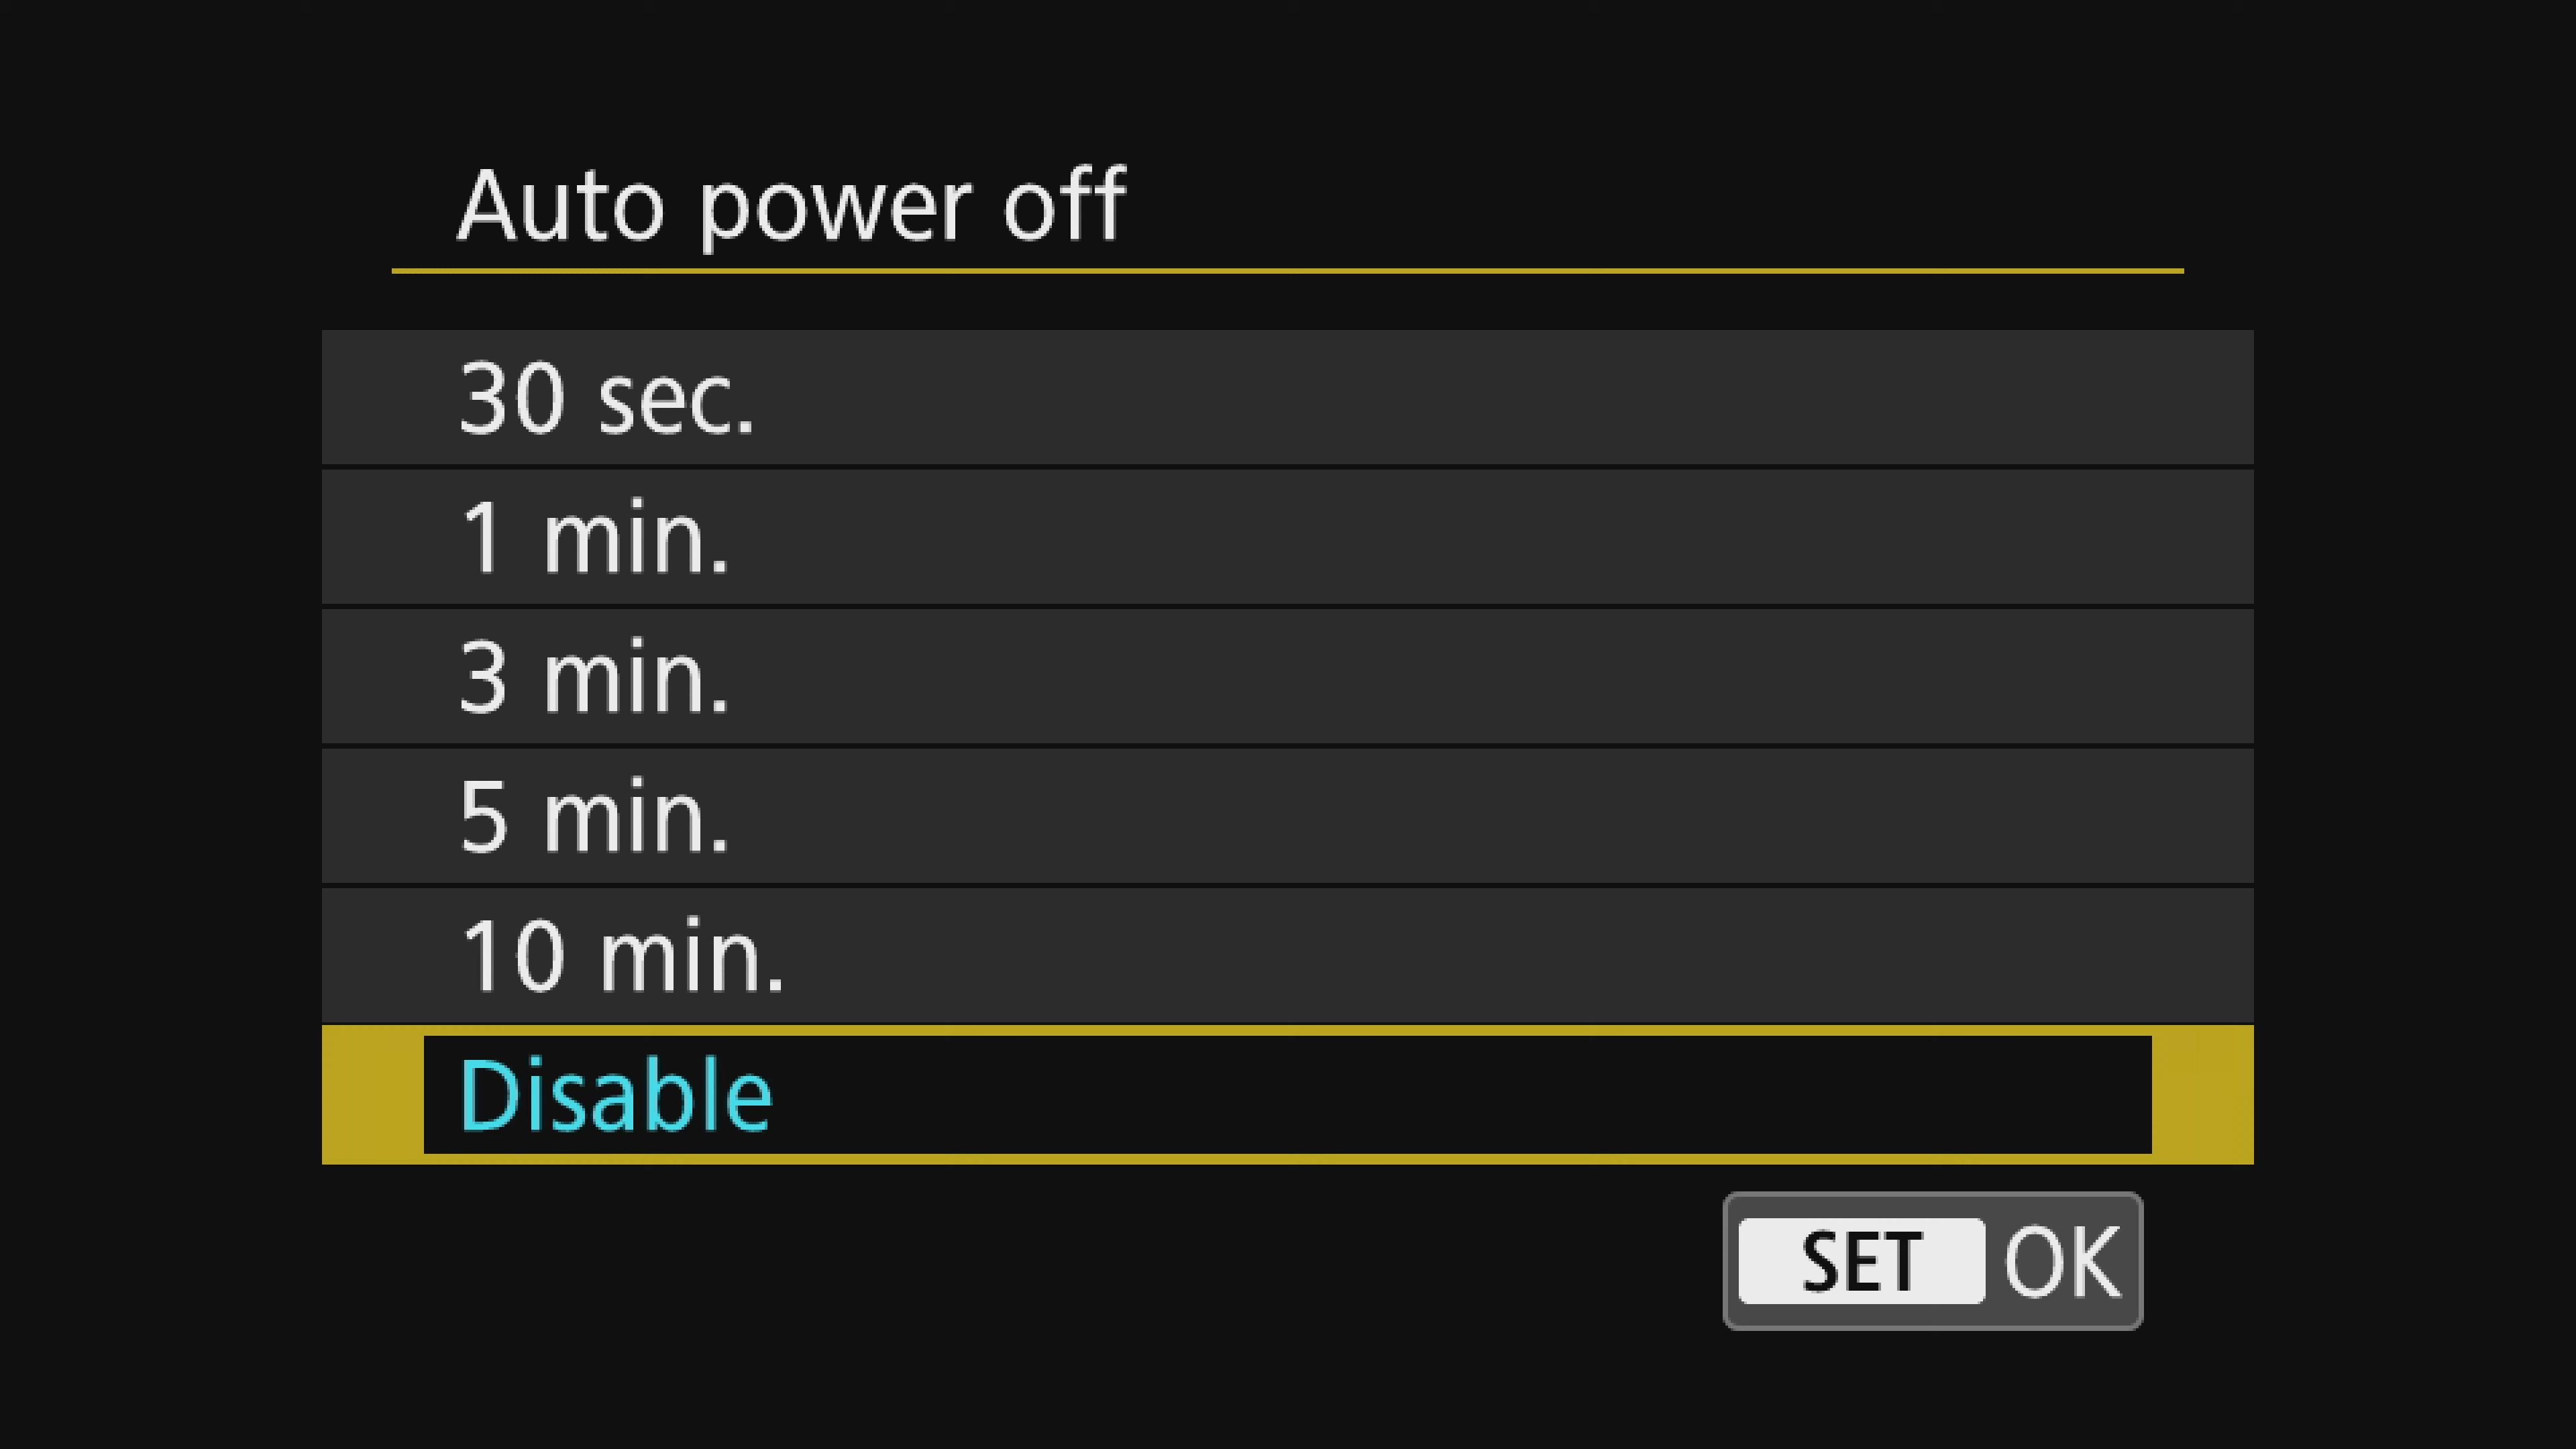 Auto power off
30 sec.
1 min.
3 min.
5 min.
10 min.
Disable
SET OK